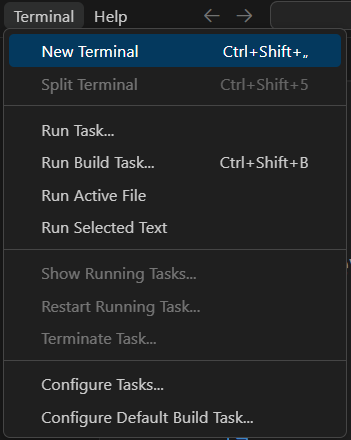 Terminal Help
New Terminal Ctrl+Shift+„
Split Terminal Ctrl+Shift+5
Run Task...
Run Build Task... Ctrl+Shift+B
Run Active File
Run Selected Text
Show Running Tasks...
Restart Running Task...
Terminate Task...
Configure Tasks...
Configure Default Build Task...